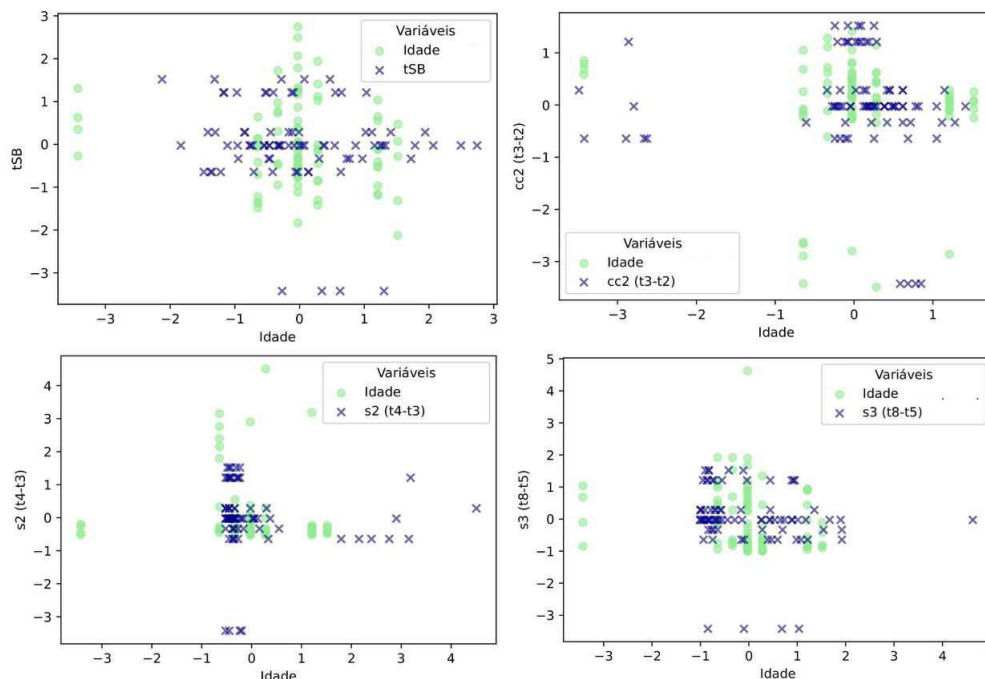 3
2
1
0
−1
−2
−3
−3
−2
−1
0
1
2
3
tSB
Idade
Variáveis
Idade
tSB
1
0
−1
−2
−3
−3
−2
−1
0
1
cc2 (t3-t2)
Idade
Variáveis
Idade
cc2 (t3-t2)
4
3
2
1
0
−1
−2
−3
−3
−2
−1
0
1
2
3
4
s2 (t4-t3)
Idade
Variáveis
Idade
s2 (t4-t3)
5
4
3
2
1
0
−1
−2
−3
−3
−2
−1
0
1
2
3
4
s3 (t8-t5)
Idade
Variáveis
Idade
s3 (t8-t5)